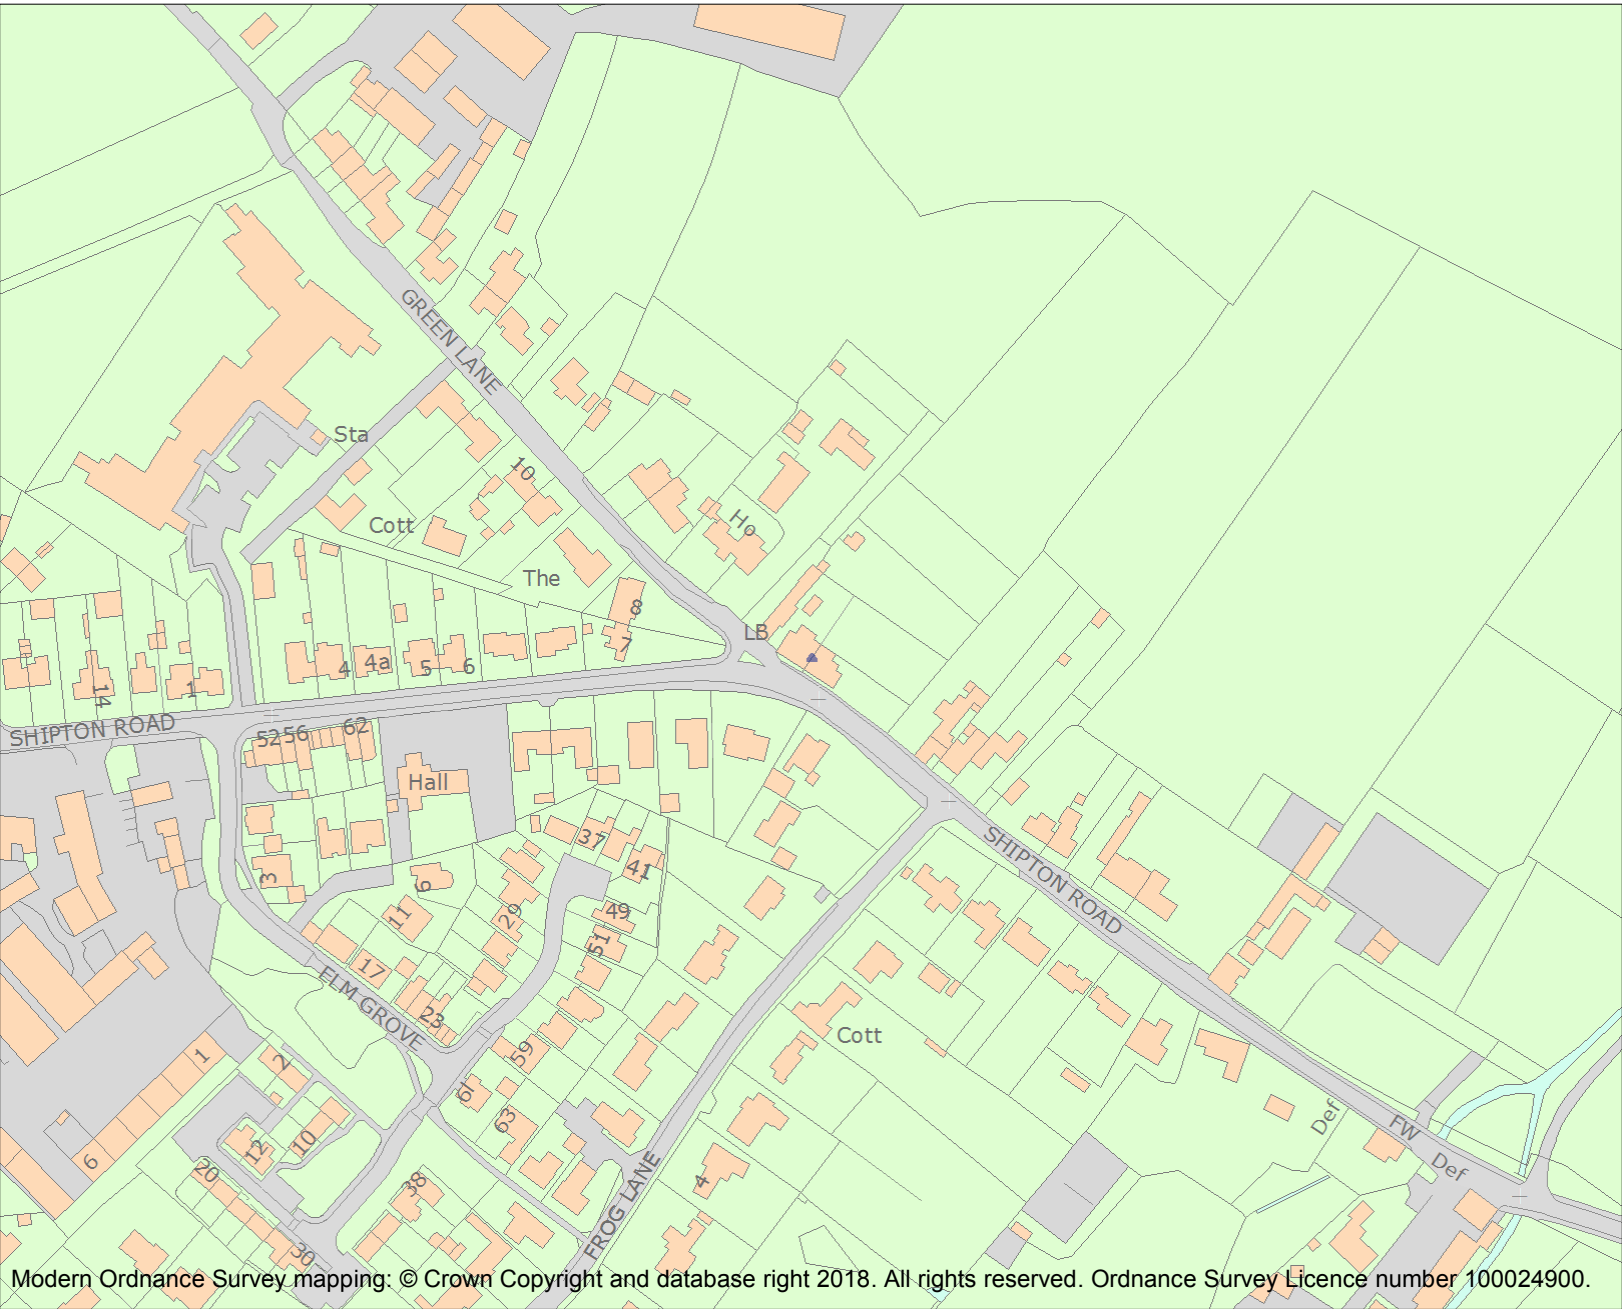 GREEN LANE
Sta
10
Cott
Ho
The
8
LB
7
4
4a
5
6
14
1
SHIPTON ROAD
52
56
62
Hall
37
41
SHIPTON ROAD
3
9
11
29
49
51
17
ELM GROVE
23
Cott
59
1
2
61
63
Def
FW
Def
12
10
6
20
38
4
FROG LANE
30
Modern Ordnance Survey mapping: © Crown Copyright and database right 2018. All rights reserved. Ordnance Survey Licence number 100024900.